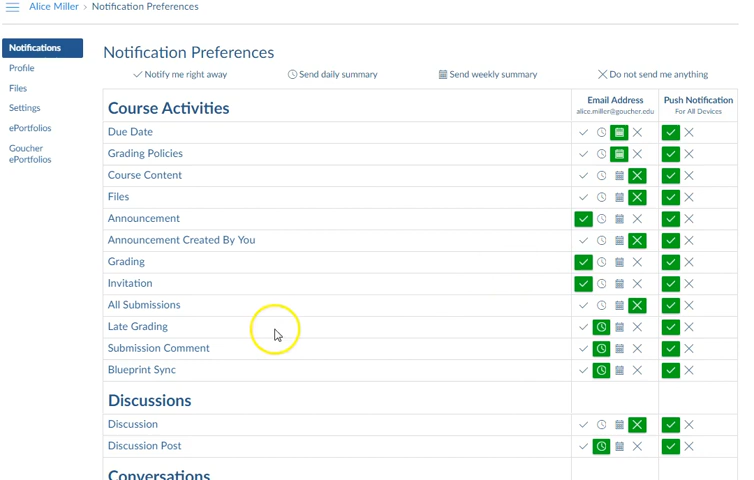 Alice Miller > Notification Preferences
Notifications
Profile
Files
Settings
ePortfolios
Goucher
ePortfolios
Notification Preferences
Notify me right away
Send daily summary
Send weekly summary
Do not send me anything
Course Activities
Email Address
alice.miller@goucher.edu
Push Notification
For All Devices
Due Date
Grading Policies
Course Content
Files
Announcement
Announcement Created By You
Grading
Invitation
All Submissions
Late Grading
Submission Comment
Blueprint Sync
Discussions
Discussion
Discussion Post
Conversations